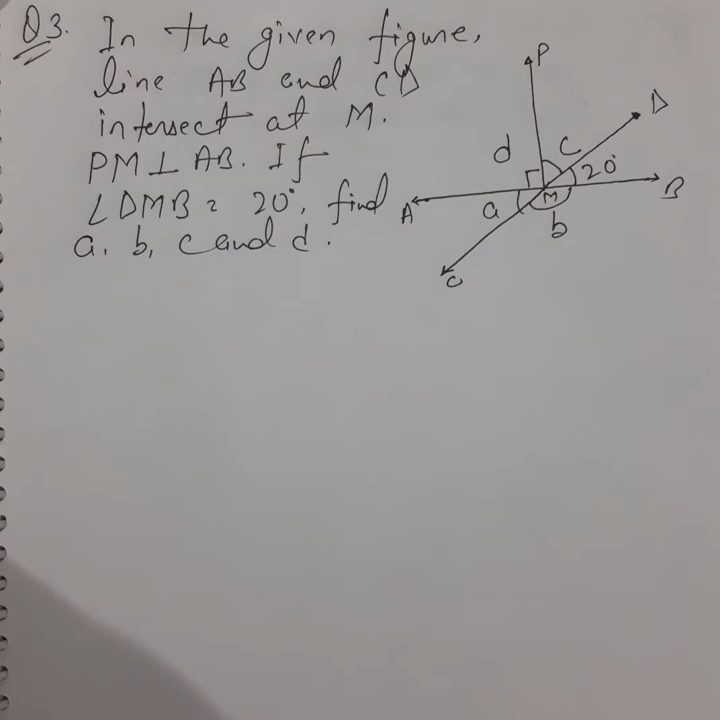 Q3. In the given figure,
line AB and CD
intersect at M.
PM ⊥ AB. If
∠DMB = 20°, find
a, b, c and d.
P
D
d
c
20°
A
B
a
M
b
C